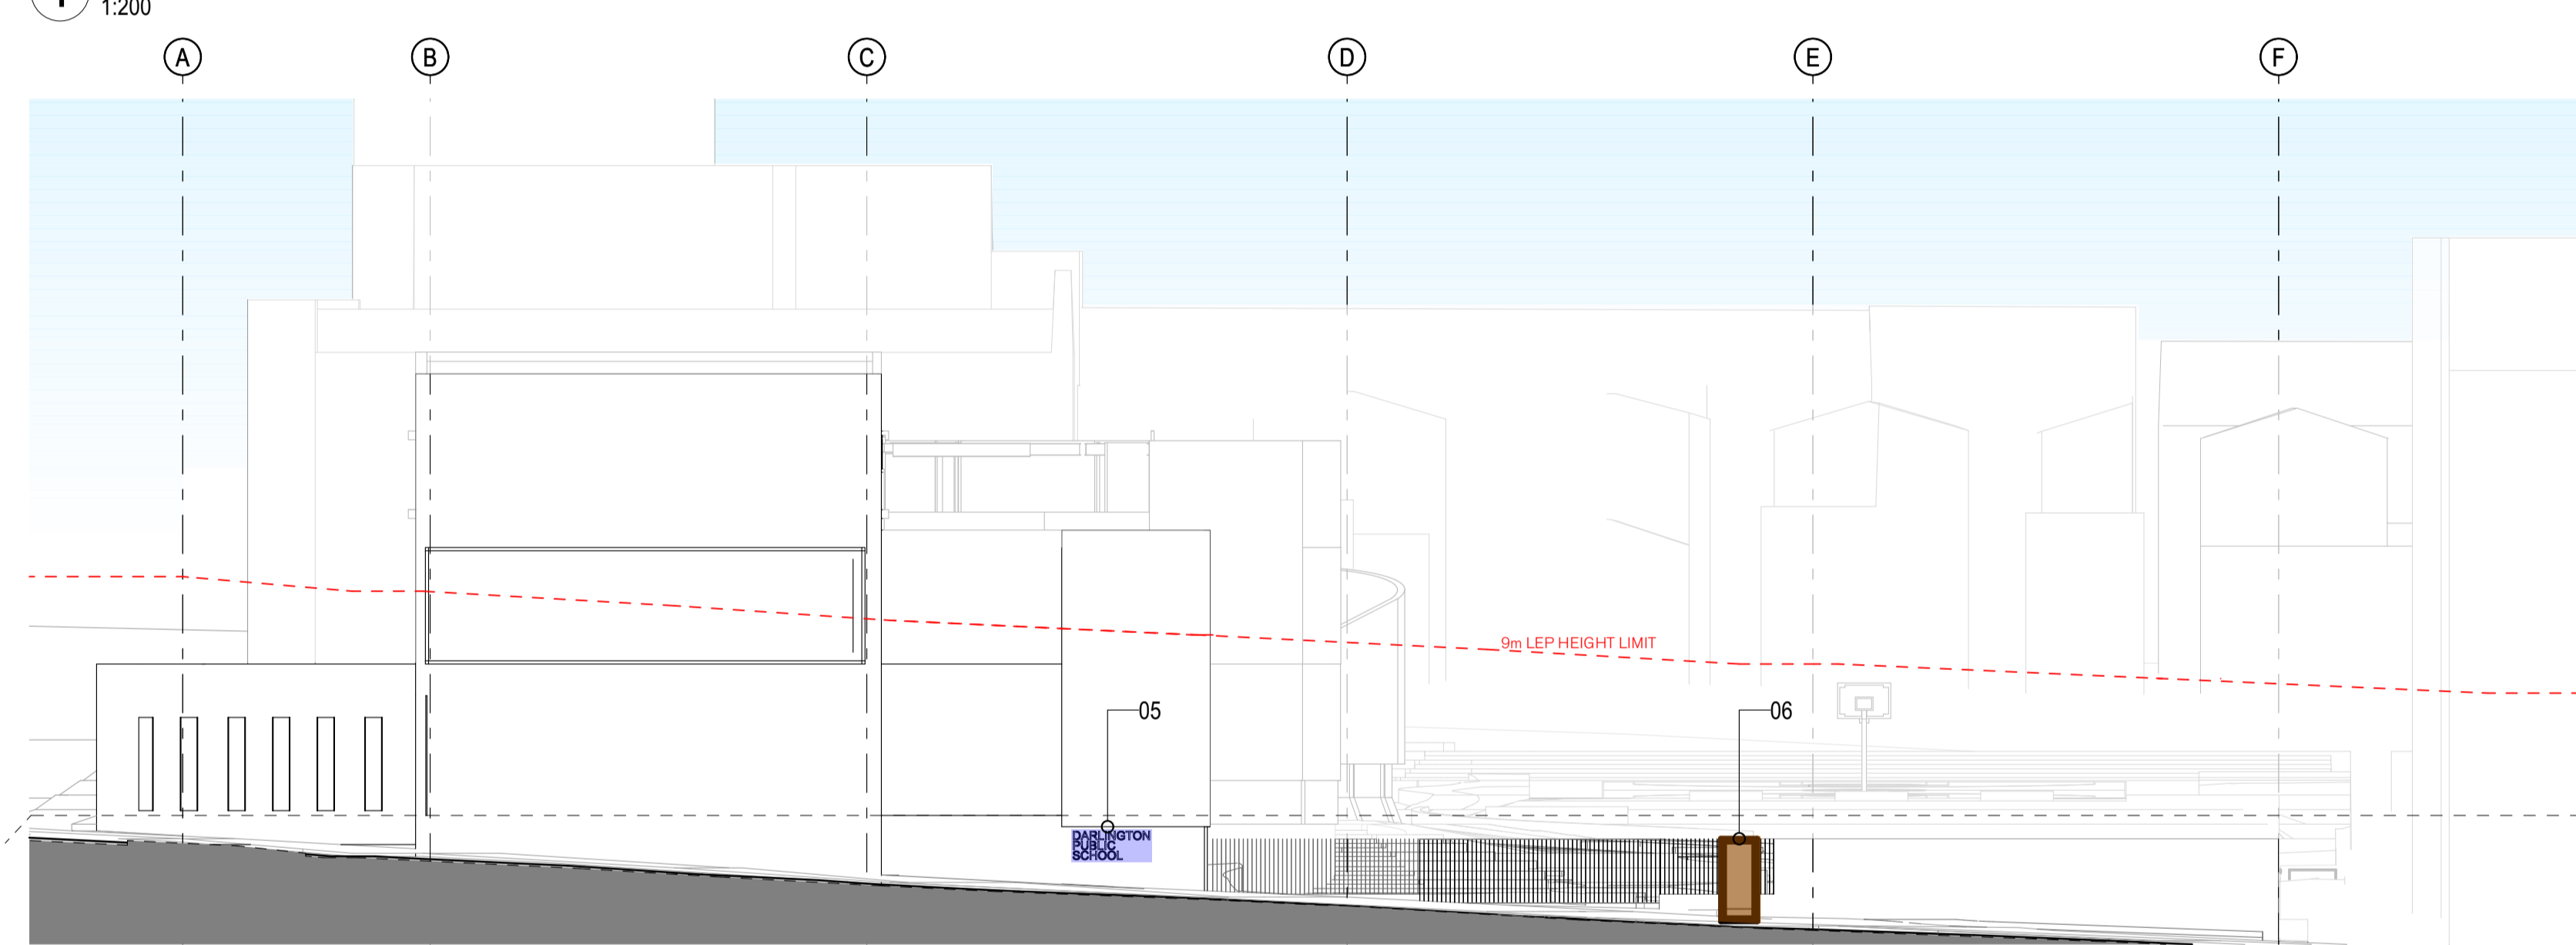 1:200
A B C D E F
9m LEP HEIGHT LIMIT
05
06
DARLINGTON
PUBLIC
SCHOOL